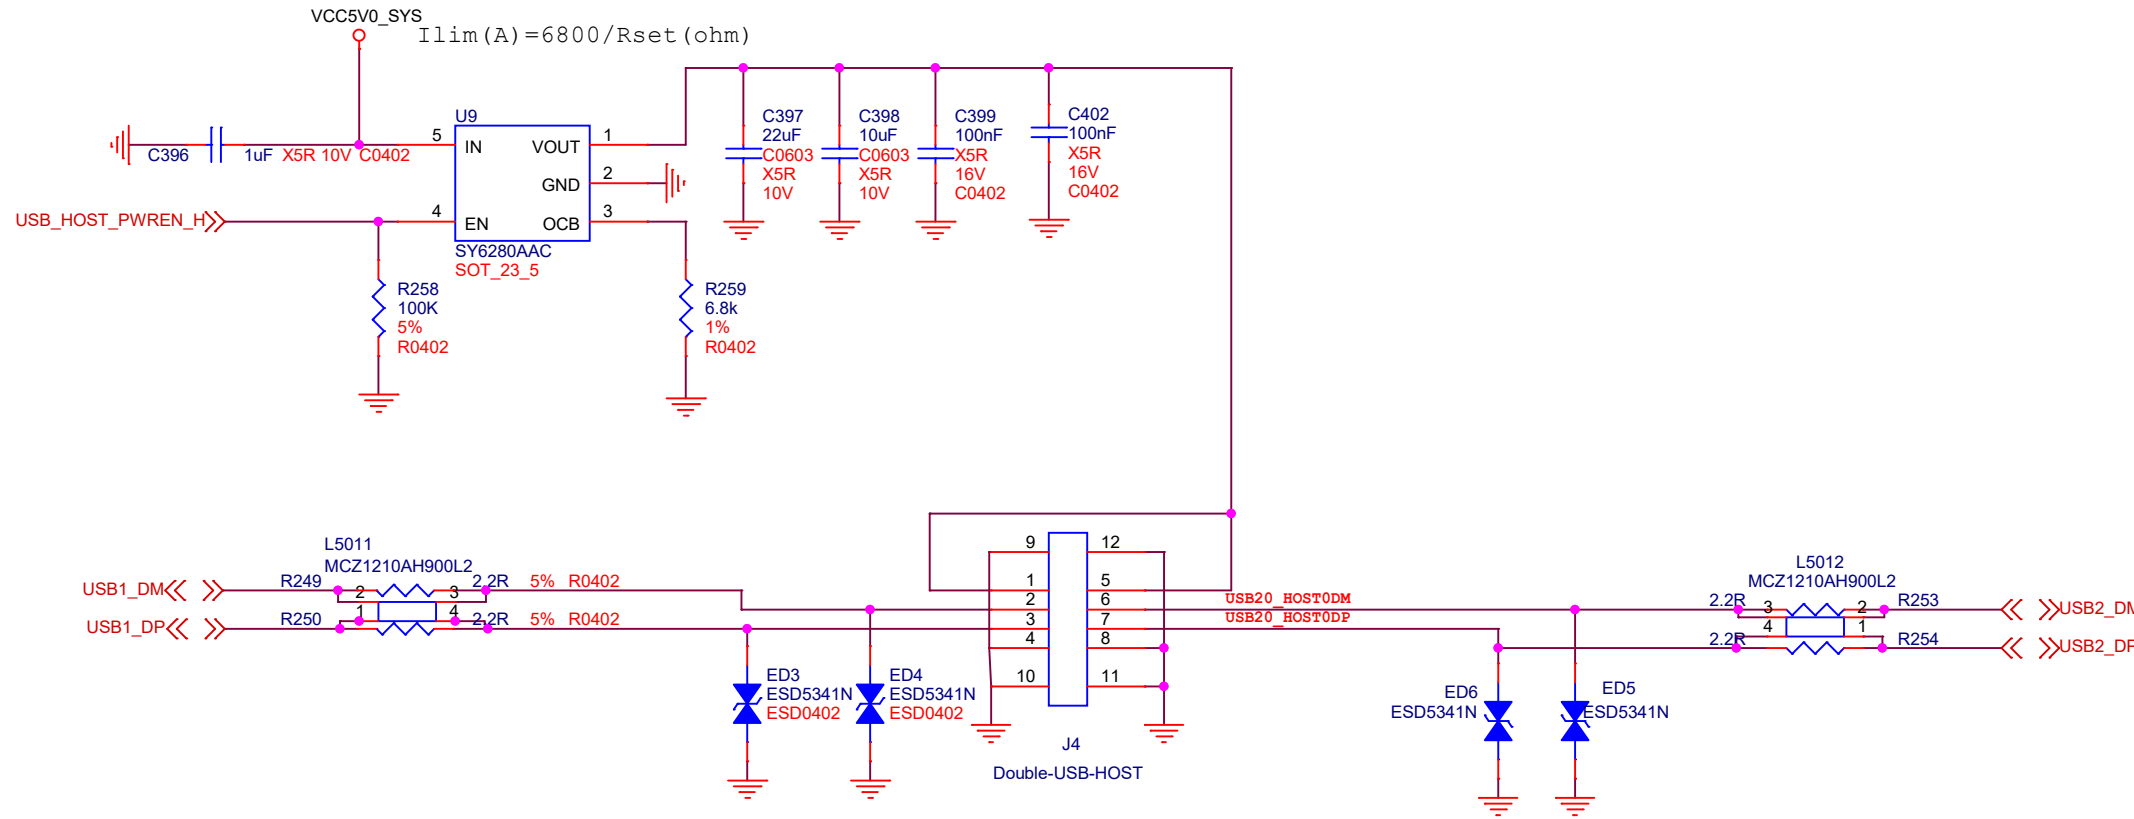 VCC5V0_SYS
Ilim(A)=6800/Rset(ohm)
C396
1uF X5R 10V C0402
U9
5 IN VOUT 1
GND 2
4 EN OCB 3
SY6280AAC
SOT_23_5
USB_HOST_PWREN_H
R258
100K
5%
R0402
R259
6.8k
1%
R0402
C397
22uF
C0603
X5R
10V
C398
10uF
C0603
X5R
10V
C399
100nF
X5R
16V
C0402
C402
100nF
X5R
16V
C0402
L5011
MCZ1210AH900L2
USB1_DM R249 2.2R 5% R0402
2 3
1 4
USB1_DP R250 2.2R 5% R0402
ED3
ESD5341N
ESD0402
ED4
ESD5341N
ESD0402
9 12
1 5
2 6
3 7
4 8
10 11
J4
Double-USB-HOST
USB20_HOST0DM
USB20_HOST0DP
ED6
ESD5341N
ED5
ESD5341N
L5012
MCZ1210AH900L2
2.2R 3 2 R253 USB2_DM
4 1
2.2R R254 USB2_DP